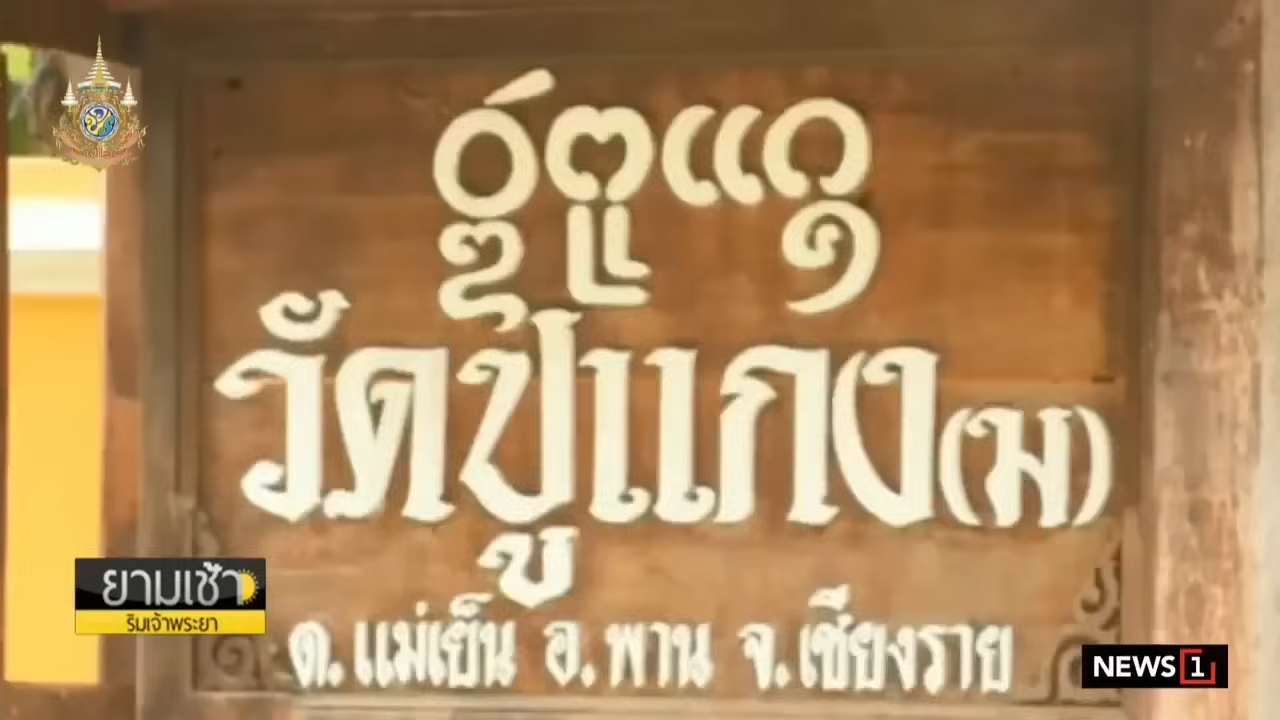 ᩅᩢ᩠ᨯᨸᩪᨠᩯ᩠ᨦ
วัดปูแกง(ม)
ต.แม่เย็น อ.พาน จ.เชียงราย
ยามเช้า
ริมเจ้าพระยา
NEWS 1